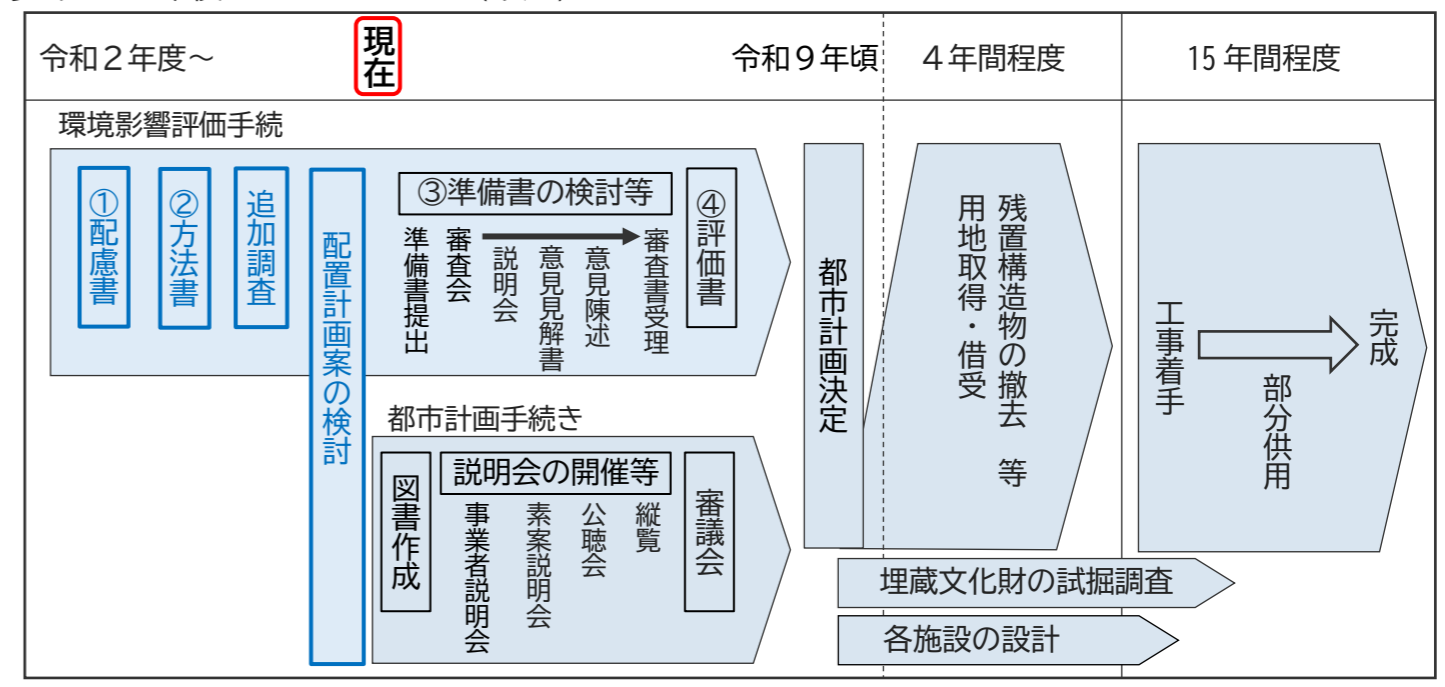 令和２年度～
現在
令和９年頃
４年間程度
15年間程度
環境影響評価手続
①配慮書
②方法書
追加調査
配置計画案の検討
③準備書の検討等
準備書提出
審査会
説明会
意見見解書
意見陳述
審査書受理
④評価書
都市計画手続き
図書作成
説明会の開催等
事業者説明会
素案説明会
公聴会
縦覧
審議会
都市計画決定
残置構造物の撤去　等
用地取得・借受
工事着手
部分供用
完成
埋蔵文化財の試掘調査
各施設の設計